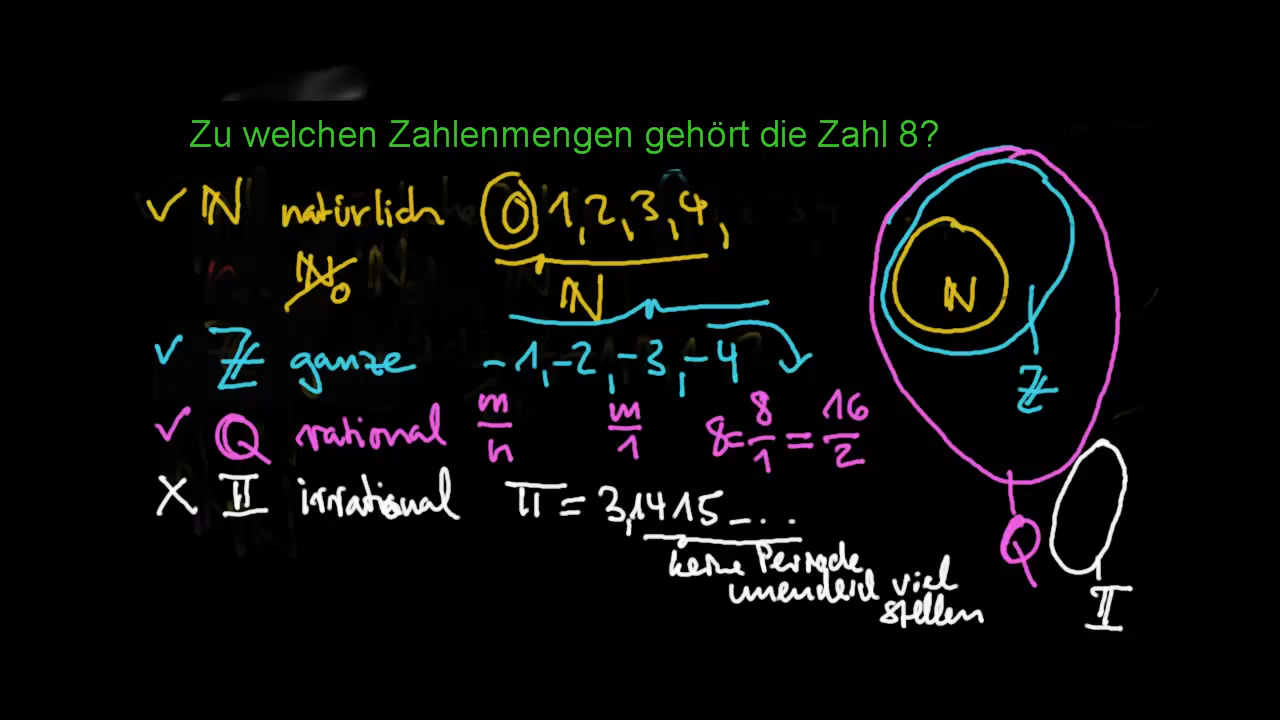 Zu welchen Zahlenmengen gehört die Zahl 8?
✓ ℕ natürlich 0 1, 2, 3, 4,
ℕ₀ ℕ
✓ ℤ ganze -1, -2, -3, -4
✓ Q rational m/n m/1 8=8/1=16/2
X 𝕀 irrational π = 3,1415...
keine Periode
unendlich viel
stellen
ℕ
ℤ
Q
𝕀